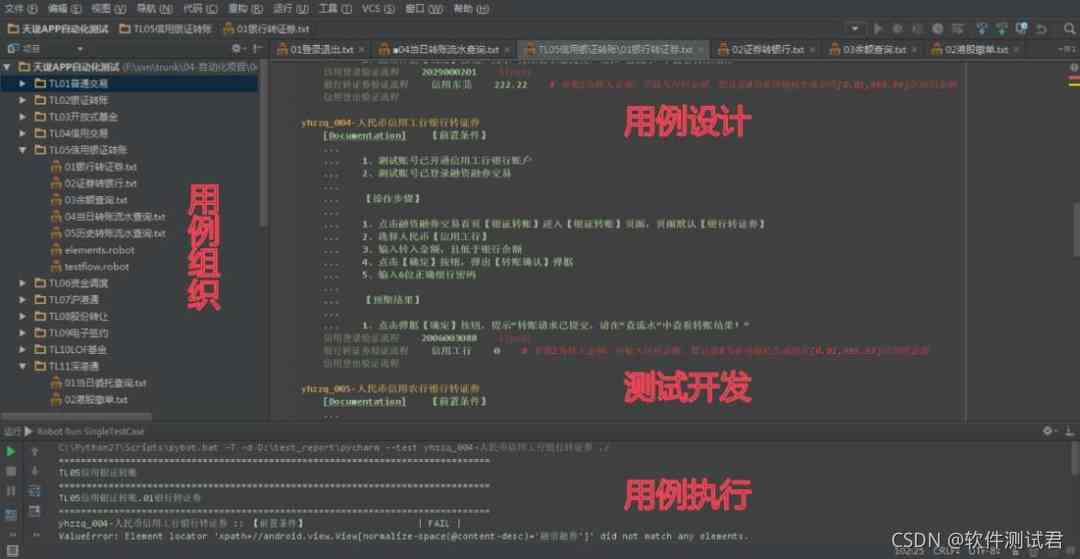 文件(F) 编辑(E) 视图(V) 导航(N) 代码(C) 重构(R) 运行(U) 工具(T) VCS(S) 窗口(W) 帮助(H)
天谠APP自动化测试 TL05信用银证转账 01银行转证券.txt
项目
01登录退出.txt 04当日转账流水查询.txt TL05信用银证转账\01银行转证券.txt 02证券转银行.txt 03余额查询.txt 02港股撤单.txt
天谠APP自动化测试
TL01普通交易
TL02银证转账
TL03开放式基金
TL04信用交易
TL05信用银证转账
01银行转证券.txt
02证券转银行.txt
03余额查询.txt
04当日转账流水查询.txt
05历史转账流水查询.txt
elements.robot
testflow.robot
TL06资金调度
TL07沪港通
TL08股份转让
TL09电子签约
TL10LOF基金
TL11深港通
01当日委托查询.txt
02港股撤单.txt
用例组织
信用登录验证流程 2029000201
银行转证券验证流程 信用东莞 222.22
信用登出验证流程
用例设计
yhzzq_004-人民币信用工行银行转证券
[Documentation] 【前置条件】
...
... 1、测试账号已开通信用工行银行账户
... 2、测试账号已登录融资融券交易
...
... 【操作步骤】
...
... 1、点击融资融券交易首页【银证转账】进入【银证转账】页面，页面默认【银行转证券】
... 2、选择人民币【信用工行】
... 3、输入转入金额，且低于银行余额
... 4、点击【确定】按钮，弹出【转账确认】弹框
... 5、输入6位正确银行密码
...
... 【预期结果】
...
... 1、点击弹框【确定】按钮，提示"转账请求已提交，请在"查流水"中查看转账结果！"
信用登录验证流程 2006003088
银行转证券验证流程 信用工行 0
信用登出验证流程
测试开发
yhzzq_005-人民币信用农行银行转证券
[Documentation] 【前置条件】
...
运行 Robot Run SingleTestCase
C:\Python27\Scripts\pybot.bat -T -d D:\test_report\pycharm --test yhzzq_004-人民币信用工行银行转证券 ./
==============================================================================
TL05信用银证转账
==============================================================================
TL05信用银证转账.01银行转证券
==============================================================================
yhzzq_004-人民币信用工行银行转证券 :: 【前置条件】 | FAIL |
ValueError: Element locator 'xpath=//android.view.View[normalize-space(@content-desc)='融资融券']' did not match any elements.
用例执行
CSDN @软件测试君
102:25 CRLF UTF-8